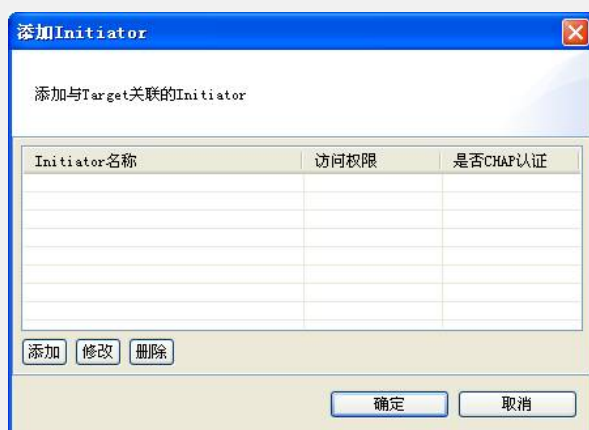 添加Initiator
添加与Target关联的Initiator
Initiator名称 访问权限 是否CHAP认证
添加 修改 删除
确定 取消